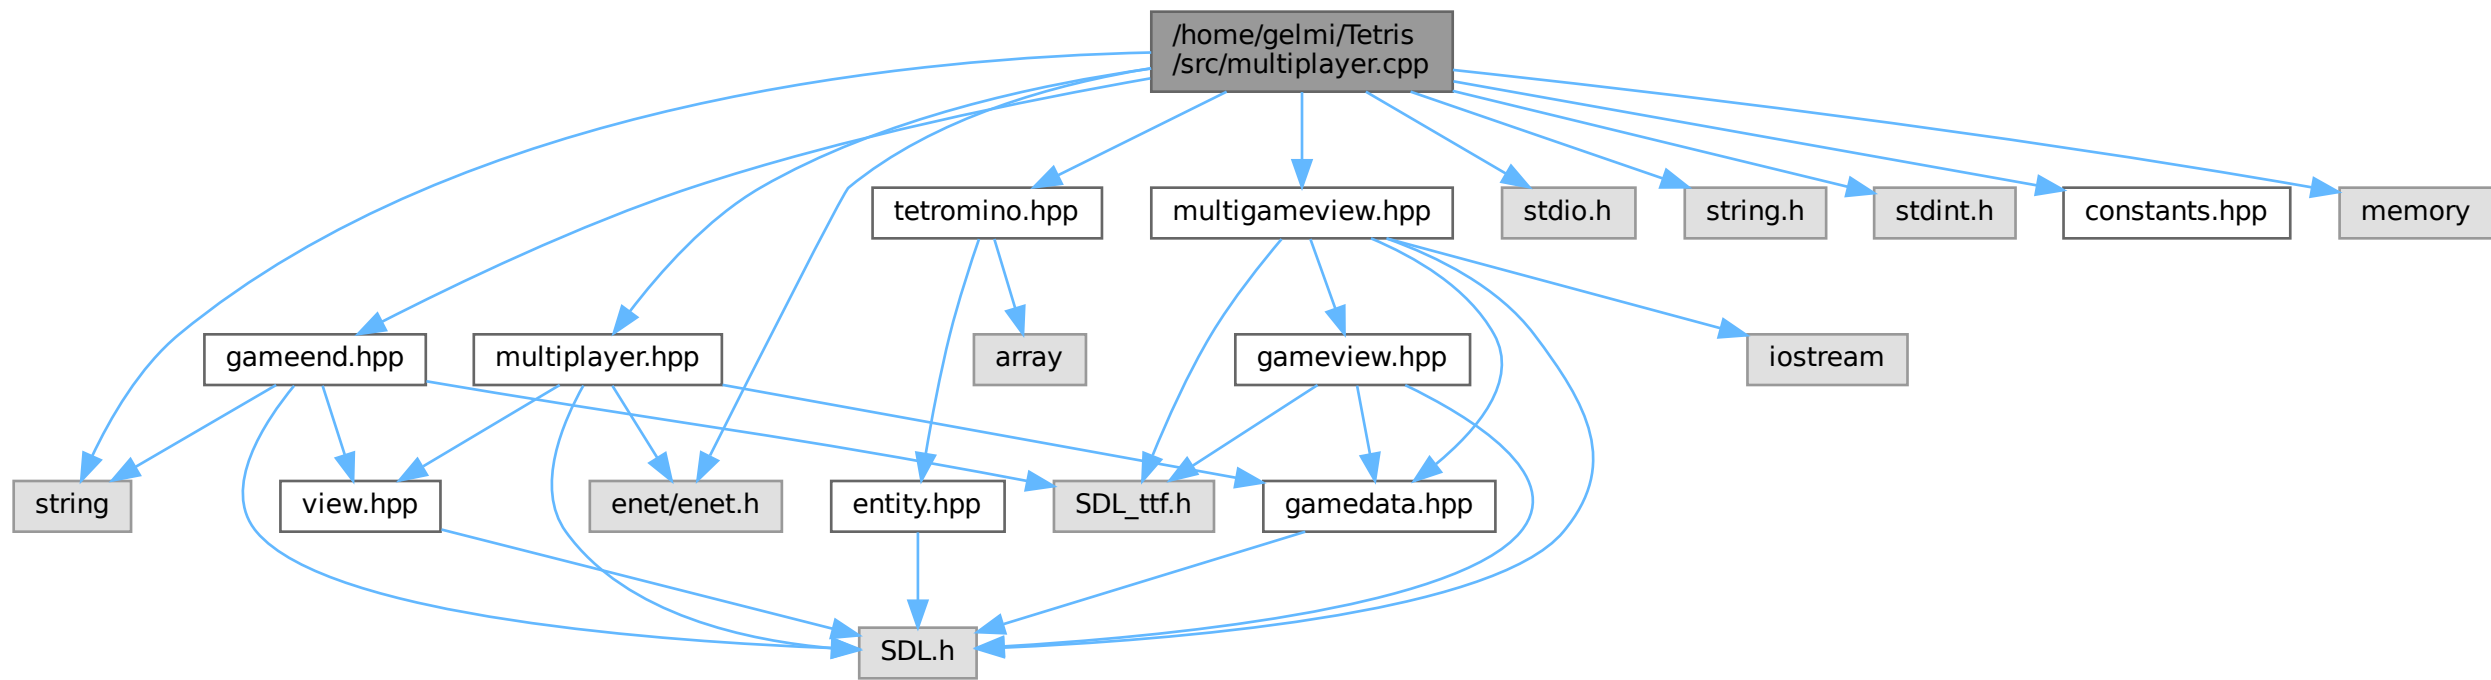 /home/gelmi/Tetris
/src/multiplayer.cpp
tetromino.hpp
multigameview.hpp
stdio.h
string.h
stdint.h
constants.hpp
memory
gameend.hpp
multiplayer.hpp
array
gameview.hpp
iostream
string
view.hpp
enet/enet.h
entity.hpp
SDL_ttf.h
gamedata.hpp
SDL.h